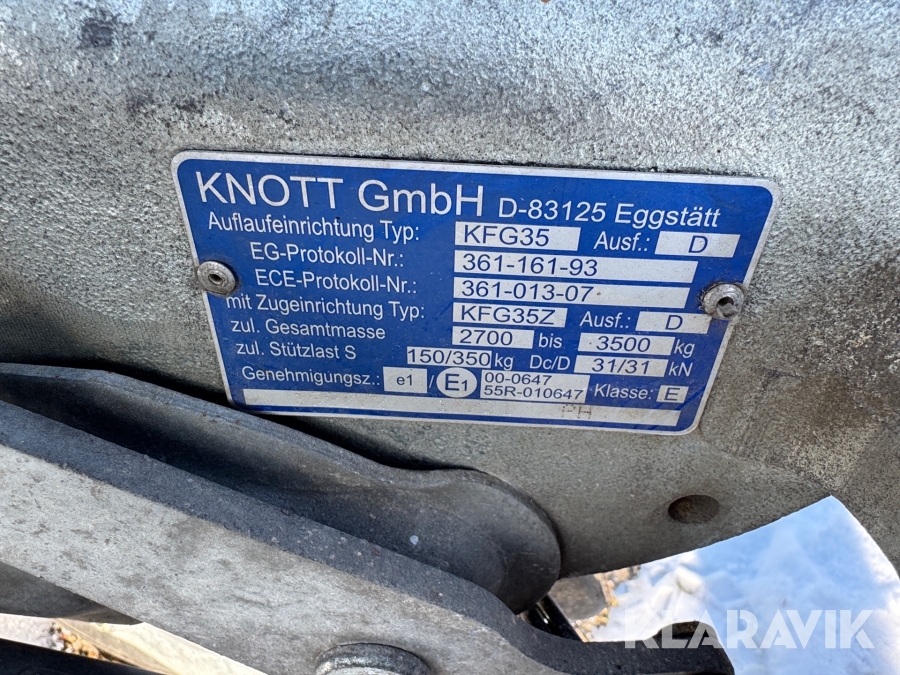 KNOTT GmbH D-83125 Eggstätt
Auflaufeinrichtung Typ: KFG35 Ausf.: D
EG-Protokoll-Nr.: 361-161-93
ECE-Protokoll-Nr.: 361-013-07
mit Zugeinrichtung Typ: KFG35Z Ausf.: D
zul. Gesamtmasse 2700 bis 3500 kg
zul. Stützlast S 150/350 kg Dc/D 31/31 kN
Genehmigungsz.: e1 / E1 00-0647
55R-010647 Klasse: E
PH
KLARAVIK